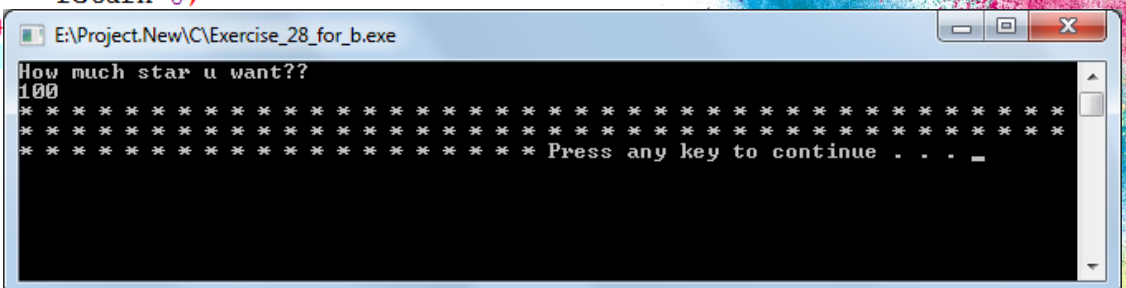 E:\Project.New\C\Exercise_28_for_b.exe
How much star u want??
100
* * * * * * * * * * * * * * * * * * * * * * * * * * * * * * * * * * * * * * * *
* * * * * * * * * * * * * * * * * * * * * * * * * * * * * * * * * * * * * * * *
* * * * * * * * * * * * * * * * * * * * Press any key to continue . . . _